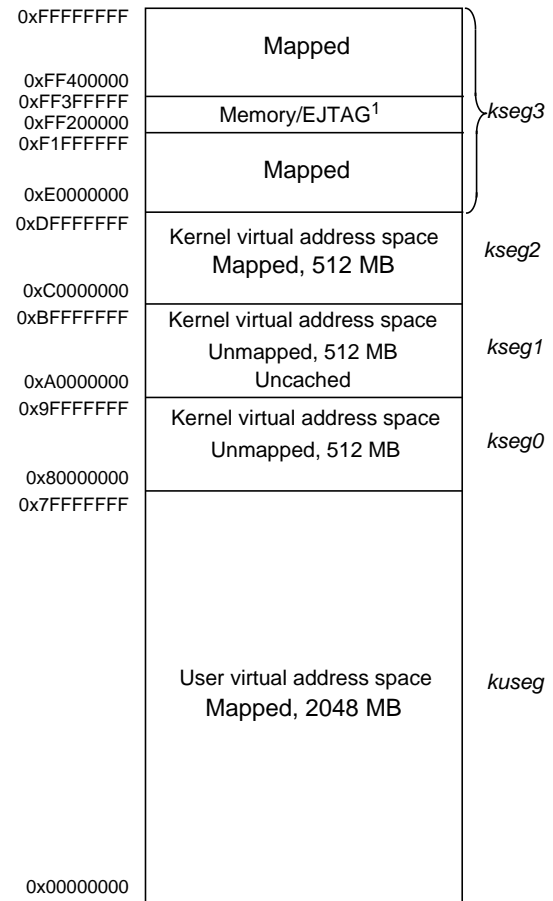 0xFFFFFFFF
Mapped
0xFF400000
0xFF3FFFFF
Memory/EJTAG1
kseg3
0xFF200000
0xF1FFFFFF
Mapped
0xE0000000
0xDFFFFFFF
Kernel virtual address space
Mapped, 512 MB
kseg2
0xC0000000
0xBFFFFFFF
Kernel virtual address space
Unmapped, 512 MB
kseg1
Uncached
0xA0000000
0x9FFFFFFF
Kernel virtual address space
Unmapped, 512 MB
kseg0
0x80000000
0x7FFFFFFF
User virtual address space
Mapped, 2048 MB
kuseg
0x00000000